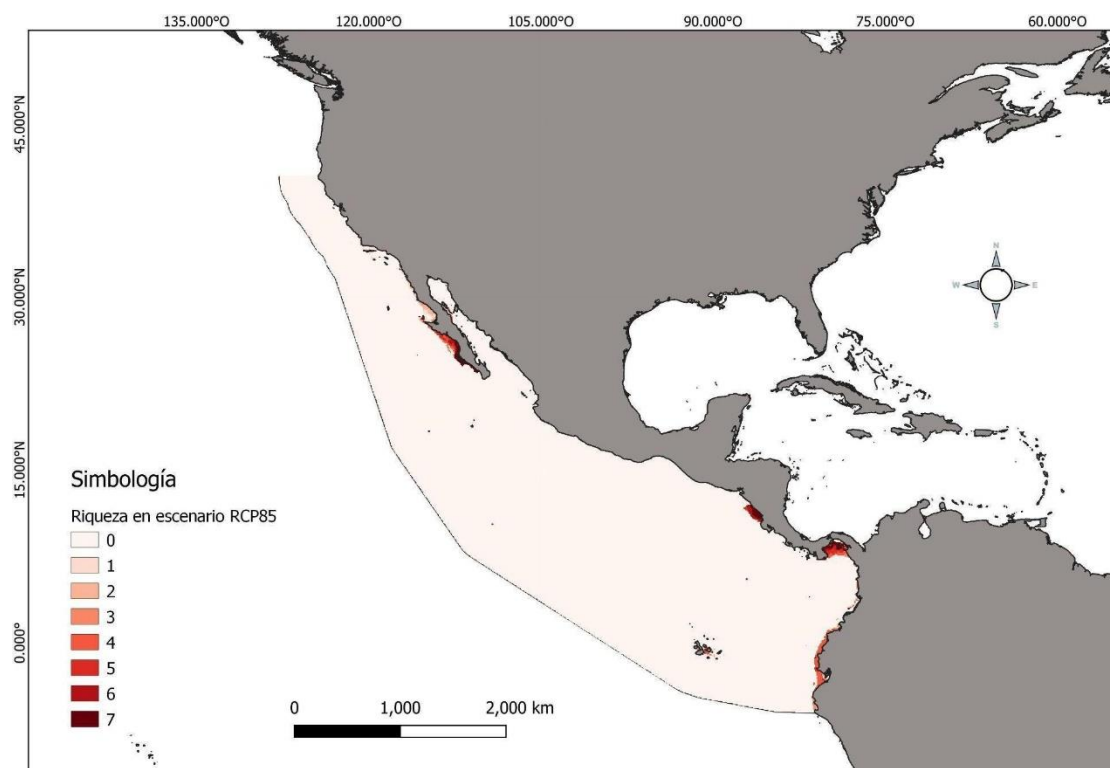 135.000°O 120.000°O 105.000°O 90.000°O 75.000°O 60.000°O
45.000°N
30.000°N
15.000°N
0.000°
N
W E
S
Simbología
Riqueza en escenario RCP85
0
1
2
3
4
5
6
7
0 1,000 2,000 km